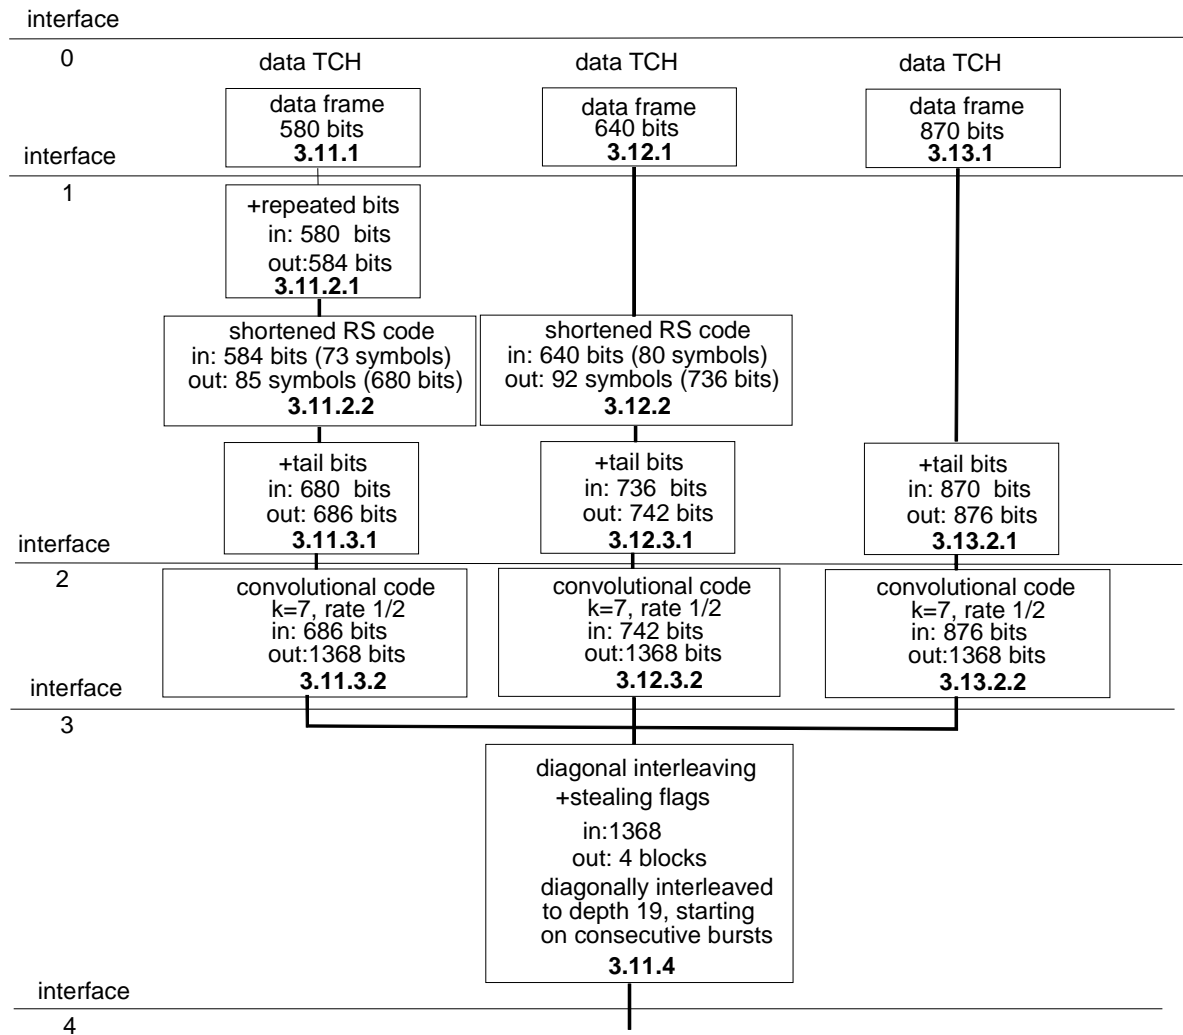 interface
0
data TCH
data TCH
data TCH
data frame
580 bits
3.11.1
data frame
640 bits
3.12.1
data frame
870 bits
3.13.1
interface
1
+repeated bits
in: 580 bits
out:584 bits
3.11.2.1
shortened RS code
in: 584 bits (73 symbols)
out: 85 symbols (680 bits)
3.11.2.2
shortened RS code
in: 640 bits (80 symbols)
out: 92 symbols (736 bits)
3.12.2
+tail bits
in: 680 bits
out: 686 bits
3.11.3.1
+tail bits
in: 736 bits
out: 742 bits
3.12.3.1
+tail bits
in: 870 bits
out: 876 bits
3.13.2.1
interface
2
convolutional code
k=7, rate 1/2
in: 686 bits
out:1368 bits
3.11.3.2
convolutional code
k=7, rate 1/2
in: 742 bits
out:1368 bits
3.12.3.2
convolutional code
k=7, rate 1/2
in: 876 bits
out:1368 bits
3.13.2.2
interface
3
diagonal interleaving
+stealing flags
in:1368
out: 4 blocks
diagonally interleaved
to depth 19, starting
on consecutive bursts
3.11.4
interface
4